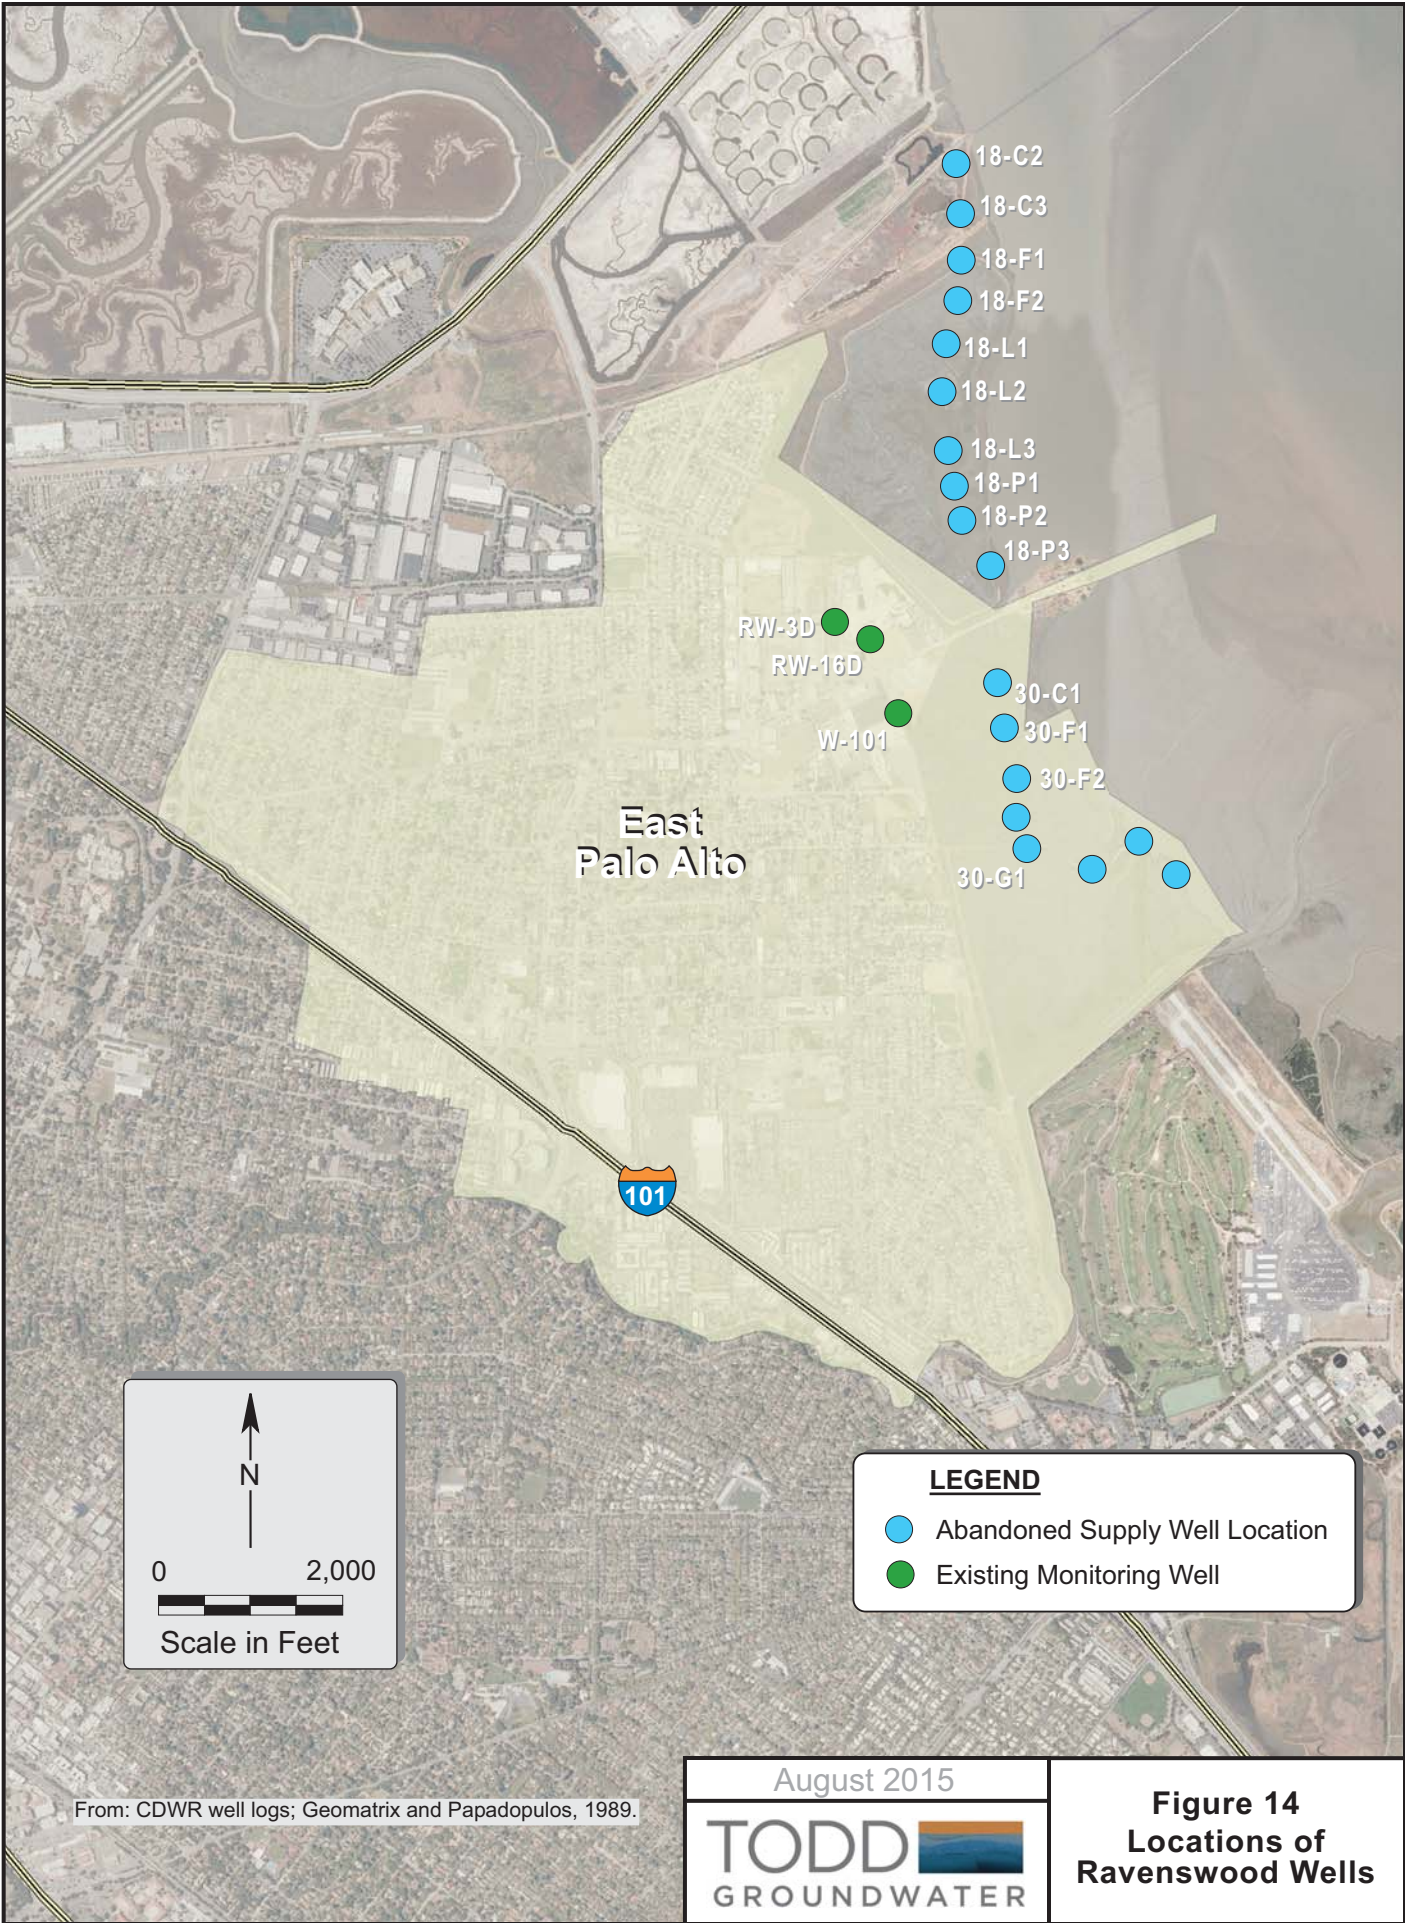 18-C2
18-C3
18-F1
18-F2
18-L1
18-L2
18-L3
18-P1
18-P2
18-P3
RW-3D
RW-16D
30-C1
W-101
30-F1
30-F2
East
Palo Alto
30-G1
101
N
0 2,000
Scale in Feet
LEGEND
Abandoned Supply Well Location
Existing Monitoring Well
From: CDWR well logs; Geomatrix and Papadopulos, 1989.
August 2015
TODD
GROUNDWATER
Figure 14
Locations of
Ravenswood Wells